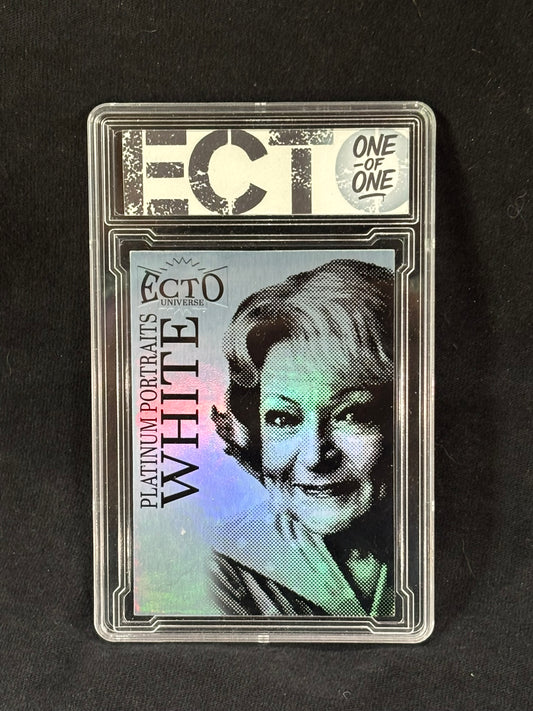 ECTO
ONE
-OF-
ONE
ECTO
UNIVERSE
PLATINUM PORTRAITS
WHITE